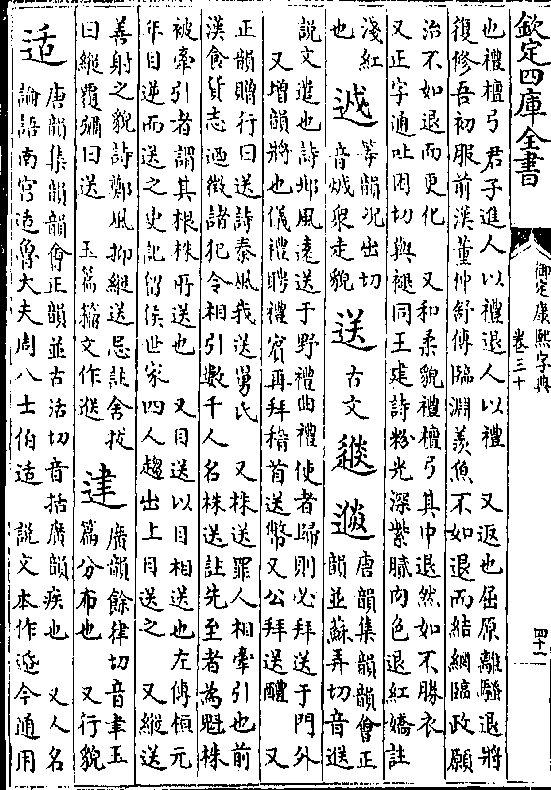 欽定四庫全書
御定康熙字典
卷三十
四十一
也禮檀弓君子進人以禮退人以禮 又返也屈原離騷退將
復修吾初服前漢董仲舒傳臨淵羨魚不如退而結網臨政願
治不如退而更化 又和柔貌禮檀弓其中退然如不勝衣
又正字通吐困切與褪同王建詩粉光深紫膩肉色退紅嬌註
淺紅
也
等韻況出切
音 眾走貌
送
古文
唐韻集韻韻會正
韻並蘇弄切音
說文遣也詩邶風遠送于野禮曲禮使者歸則必拜送于門外
又增韻將也儀禮聘禮賓再拜稽首送幣又公拜送醴 又
正韻贈行曰送詩秦風我送舅氏 又株送罪人相牽引也前
漢食貨志迺徵諸犯令相引數千人名株送註先至者為魁株
被牽引者謂其根株所送也 又目送以目相送也左傳桓元
年目逆而送之史記留侯世家四人趨出上目送之 又縱送
善射之貌詩鄭風抑縱送忌註舍拔
曰縱覆彇曰送 玉篇籀文作
䢖
廣韻餘律切音聿玉
篇分布也 又行貌
适
唐韻集韻韻會正韻並古活切音括廣韻疾也 又人名
論語南宮适魯大夫周八士伯适 說文本作 今通用